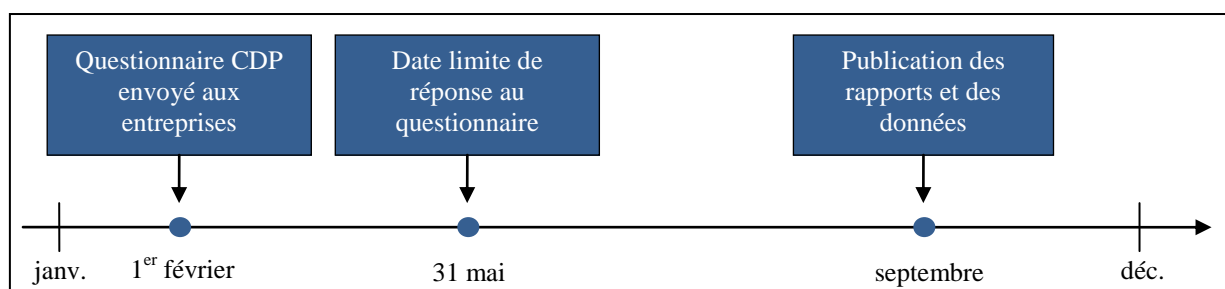 Questionnaire CDP
envoyé aux
entreprises
Date limite de
réponse au
questionnaire
Publication des
rapports et des
données
janv.
1er février
31 mai
septembre
déc.